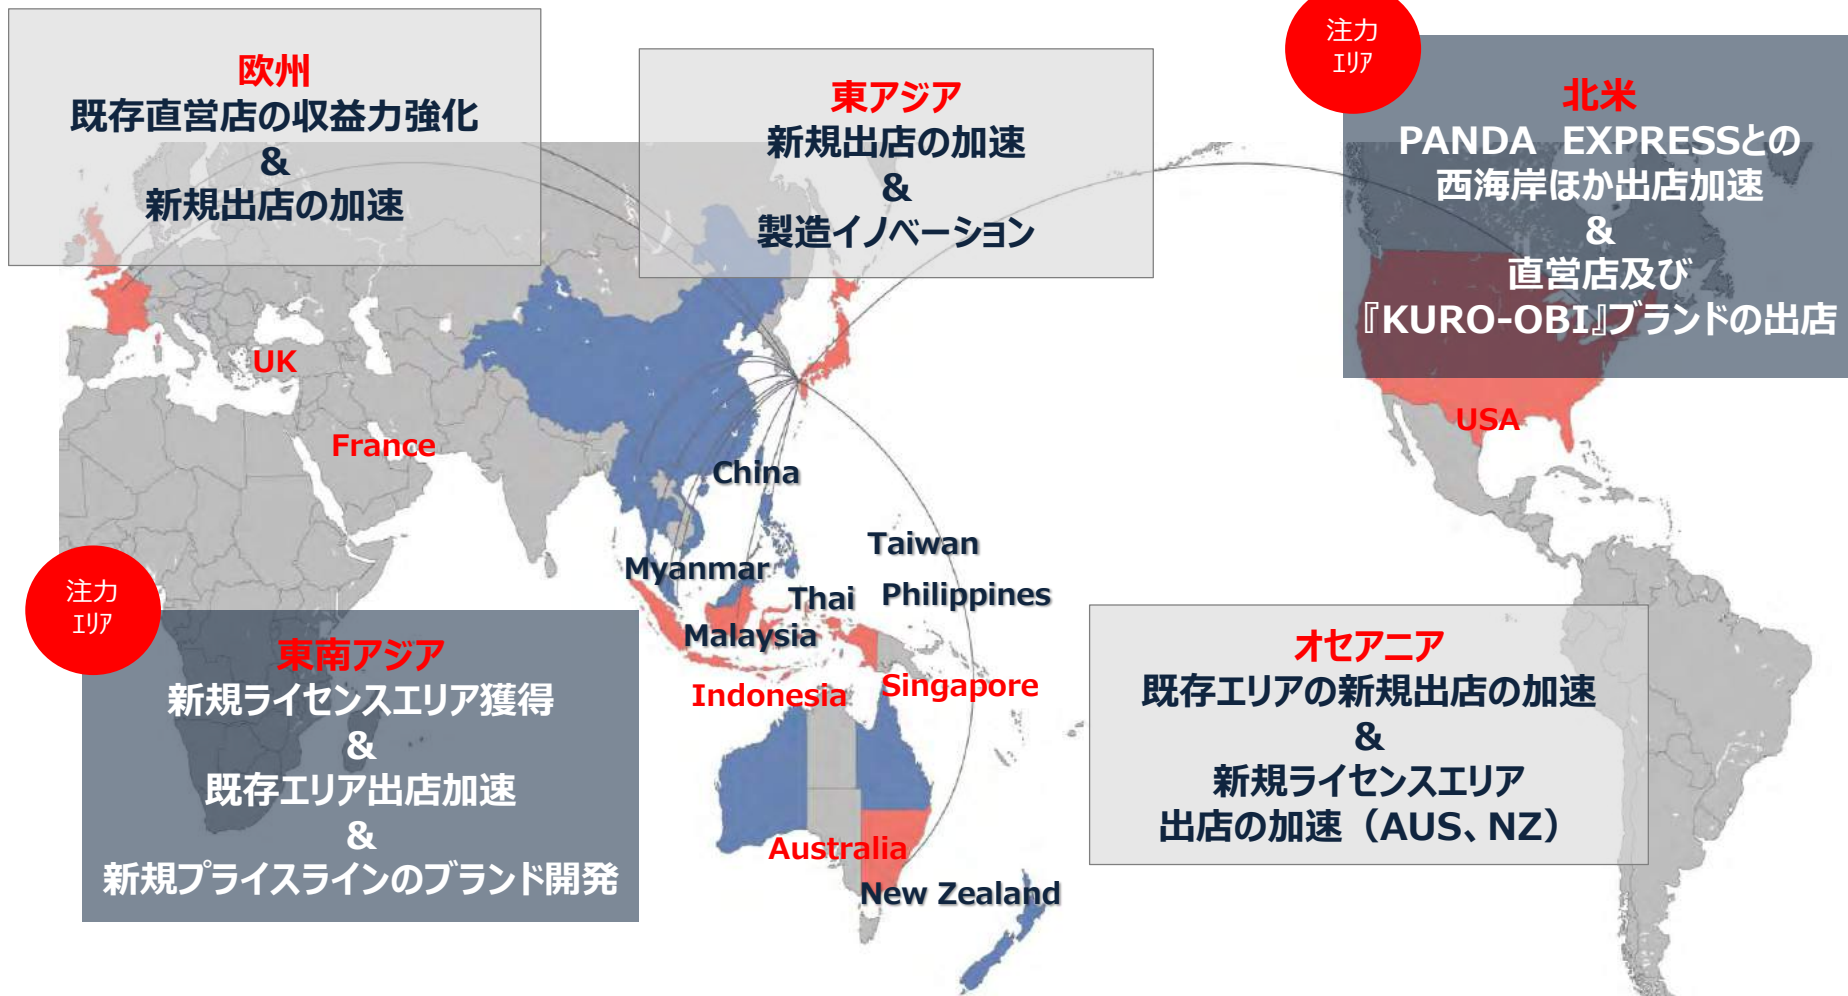 欧州
既存直営店の収益力強化
&
新規出店の加速
東アジア
新規出店の加速
&
製造イノベーション
注力
エリア
北米
PANDA EXPRESSとの
西海岸ほか出店加速
&
直営店及び
『KURO-OBI』ブランドの出店
UK
France
USA
China
Taiwan
Myanmar
Thai
Philippines
Malaysia
Indonesia
Singapore
Australia
New Zealand
注力
エリア
東南アジア
新規ライセンスエリア獲得
&
既存エリア出店加速
&
新規プライスラインのブランド開発
オセアニア
既存エリアの新規出店の加速
&
新規ライセンスエリア
出店の加速（AUS、NZ）